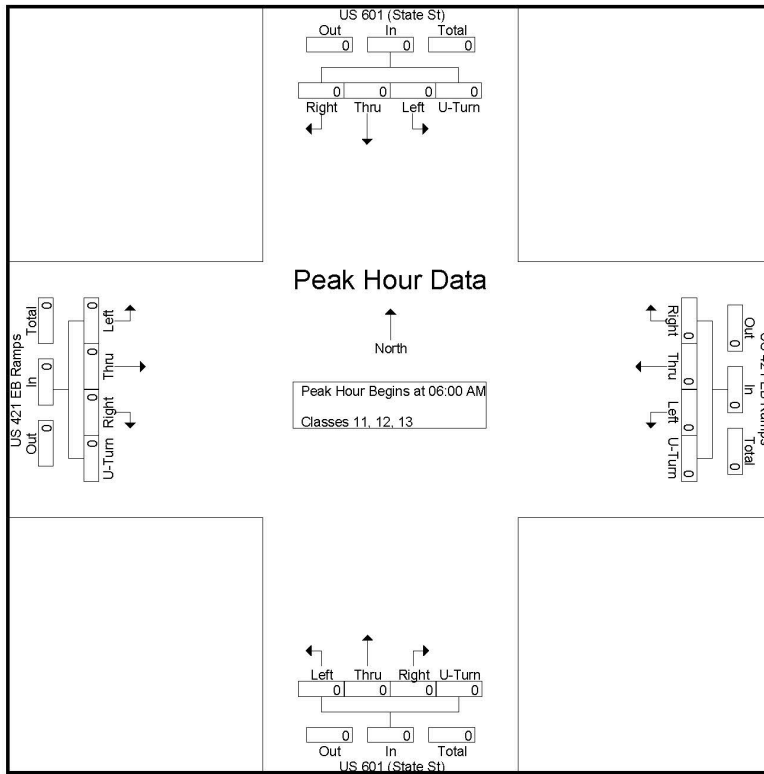 US 601 (State St)
Out In Total
0 0 0
0 0 0 0
Right Thru Left U-Turn
Peak Hour Data
North
Peak Hour Begins at 06:00 AM
Classes 11, 12, 13
US 421 EB Ramps
Total In Out
0 0 0
0 0 0 0
Left Thru Right U-Turn
Right Thru Left U-Turn
0 0 0 0
0 0 0
Out In Total
US 421 EB Ramps
Left Thru Right U-Turn
0 0 0 0
0 0 0
Out In Total
US 601 (State St)